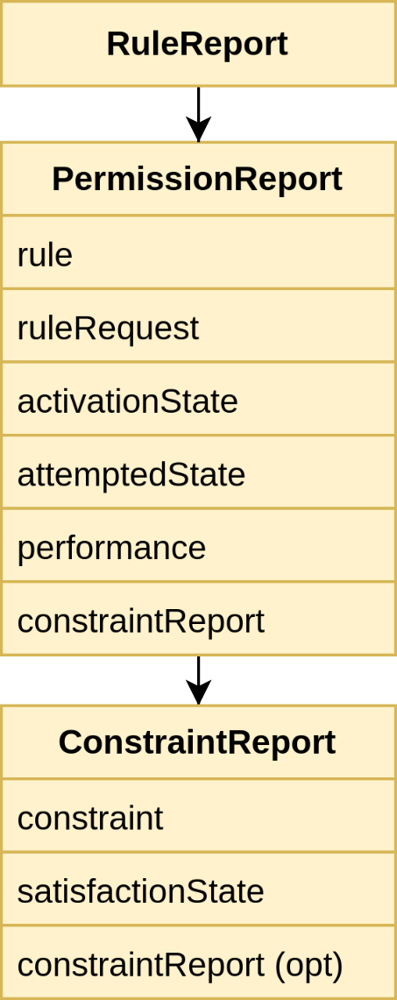 RuleReport
PermissionReport
rule
ruleRequest
activationState
attemptedState
performance
constraintReport
ConstraintReport
constraint
satisfactionState
constraintReport (opt)